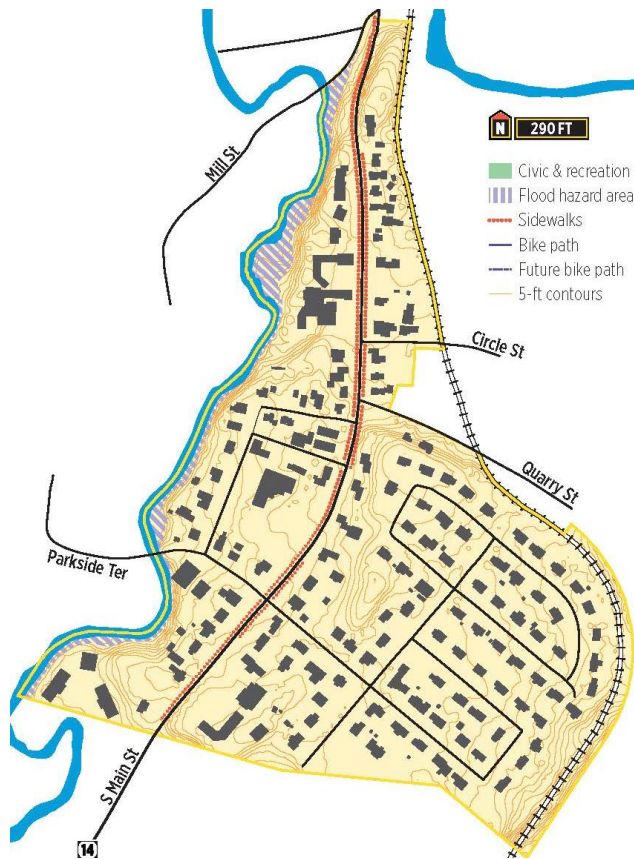 N
290 FT
Civic & recreation
Flood hazard area
Sidewalks
Bike path
Future bike path
5-ft contours
Mill St
Circle St
Quarry St
Parkside Ter
S Main St
14